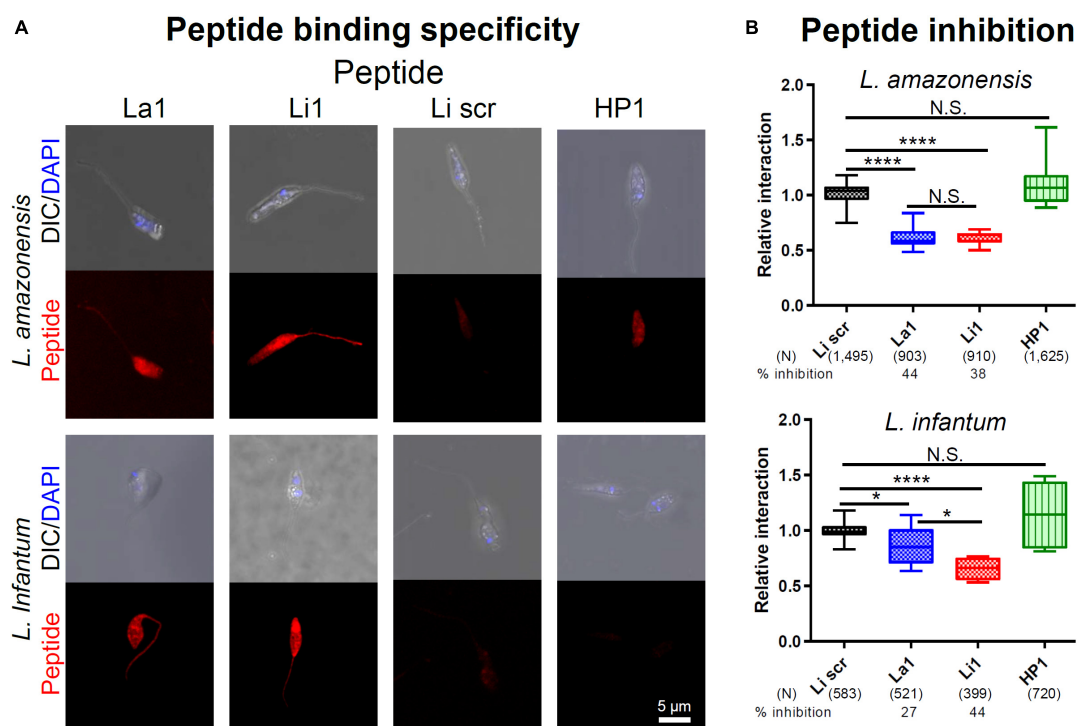 A
Peptide binding specificity
Peptide
La1 Li1 Li scr HP1
L. amazonensis
DIC/DAPI
Peptide
L. Infantum
DIC/DAPI
Peptide
5 µm
B
Peptide inhibition
L. amazonensis
Relative interaction
2.0
1.5
1.0
0.5
0.0
N.S.
****
****
N.S.
Li scr La1 Li1 HP1
(N) (1,495) (903) (910) (1,625)
% inhibition 44 38
L. infantum
Relative interaction
2.0
1.5
1.0
0.5
0.0
N.S.
****
*
*
Li scr La1 Li1 HP1
(N) (583) (521) (399) (720)
% inhibition 27 44